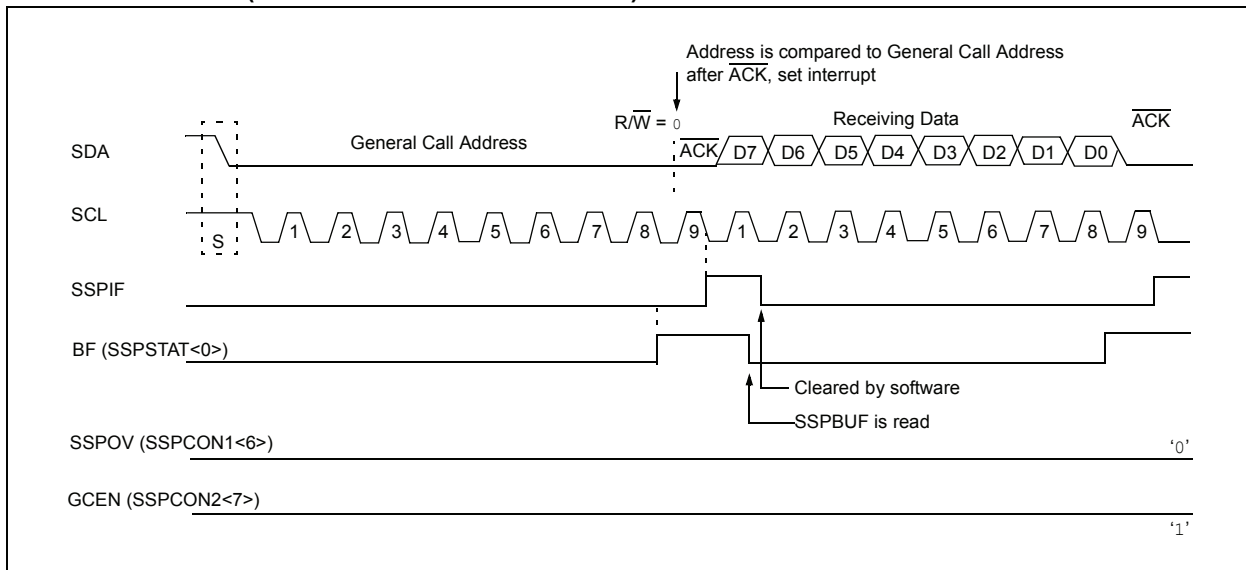 Address is compared to General Call Address
after ACK, set interrupt
R/W = 0
Receiving Data
ACK
SDA
General Call Address
ACK D7 D6 D5 D4 D3 D2 D1 D0
SCL
S
1 2 3 4 5 6 7 8 9 1 2 3 4 5 6 7 8 9
SSPIF
BF (SSPSTAT<0>)
Cleared by software
SSPBUF is read
SSPOV (SSPCON1<6>)
‘0’
GCEN (SSPCON2<7>)
‘1’